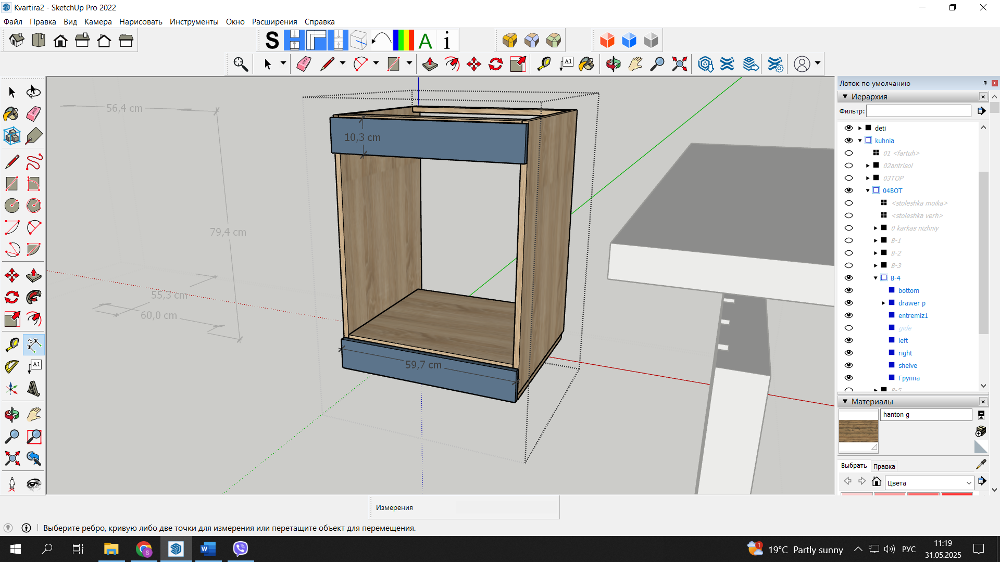 Kvartira2 - SketchUp Pro 2022
Файл Правка Вид Камера Нарисовать Инструменты Окно Расширения Справка
S A i
A1
Лоток по умолчанию
Иерархия
Фильтр:
deti
kuhnia
01 <fartuh>
02antrisol
03TOP
04BOT
<stoleshka moika>
<stoleshka verh>
0 karkas nizhniy
B-1
B-2
B-3
B-4
bottom
drawer p
entremiz1
gide
left
right
shelve
Группа
B-5
56,4 cm
10,3 cm
79,4 cm
55,3 cm
60,0 cm
59,7 cm
A1
Материалы
hanton g
Выбрать Правка
Цвета
Измерения
Выберите ребро, кривую либо две точки для измерения или перетащите объект для перемещения.
S
W
1
19°C Partly sunny
РУС
11:19
31.05.2025